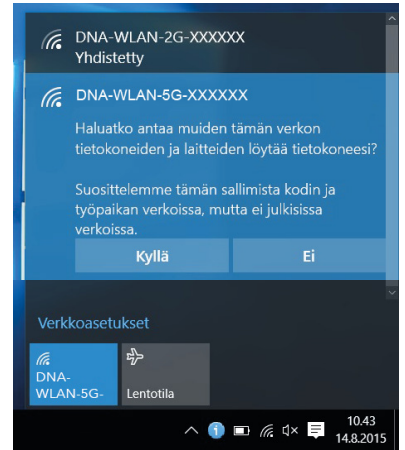 DNA-WLAN-2G-XXXXXX
Yhdistetty
DNA-WLAN-5G-XXXXXX
Haluatko antaa muiden tämän verkon
tietokoneiden ja laitteiden löytää tietokoneesi?
Suosittelemme tämän sallimista kodin ja
työpaikan verkoissa, mutta ei julkisissa
verkoissa.
Kyllä
Ei
Verkkoasetukset
DNA-
WLAN-5G-
Lentotila
10.43
14.8.2015